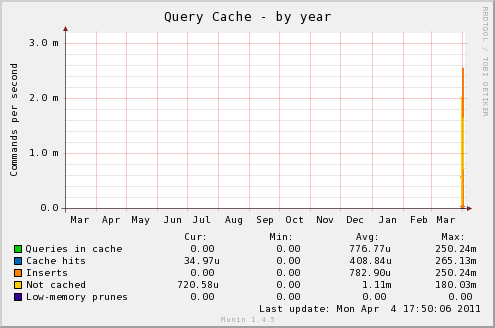 Query Cache - by year
RRDTOOL / TOBI OETIKER
Commands per second
3.0 m
2.0 m
1.0 m
0.0
Mar Apr May Jun Jul Aug Sep Oct Nov Dec Jan Feb Mar
Cur: Min: Avg: Max:
Queries in cache 0.00 0.00 776.77u 250.24m
Cache hits 34.97u 0.00 408.84u 265.13m
Inserts 0.00 0.00 782.90u 250.24m
Not cached 720.58u 0.00 1.11m 180.03m
Low-memory prunes 0.00 0.00 0.00 0.00
Last update: Mon Apr 4 17:50:06 2011
Munin 1.4.5